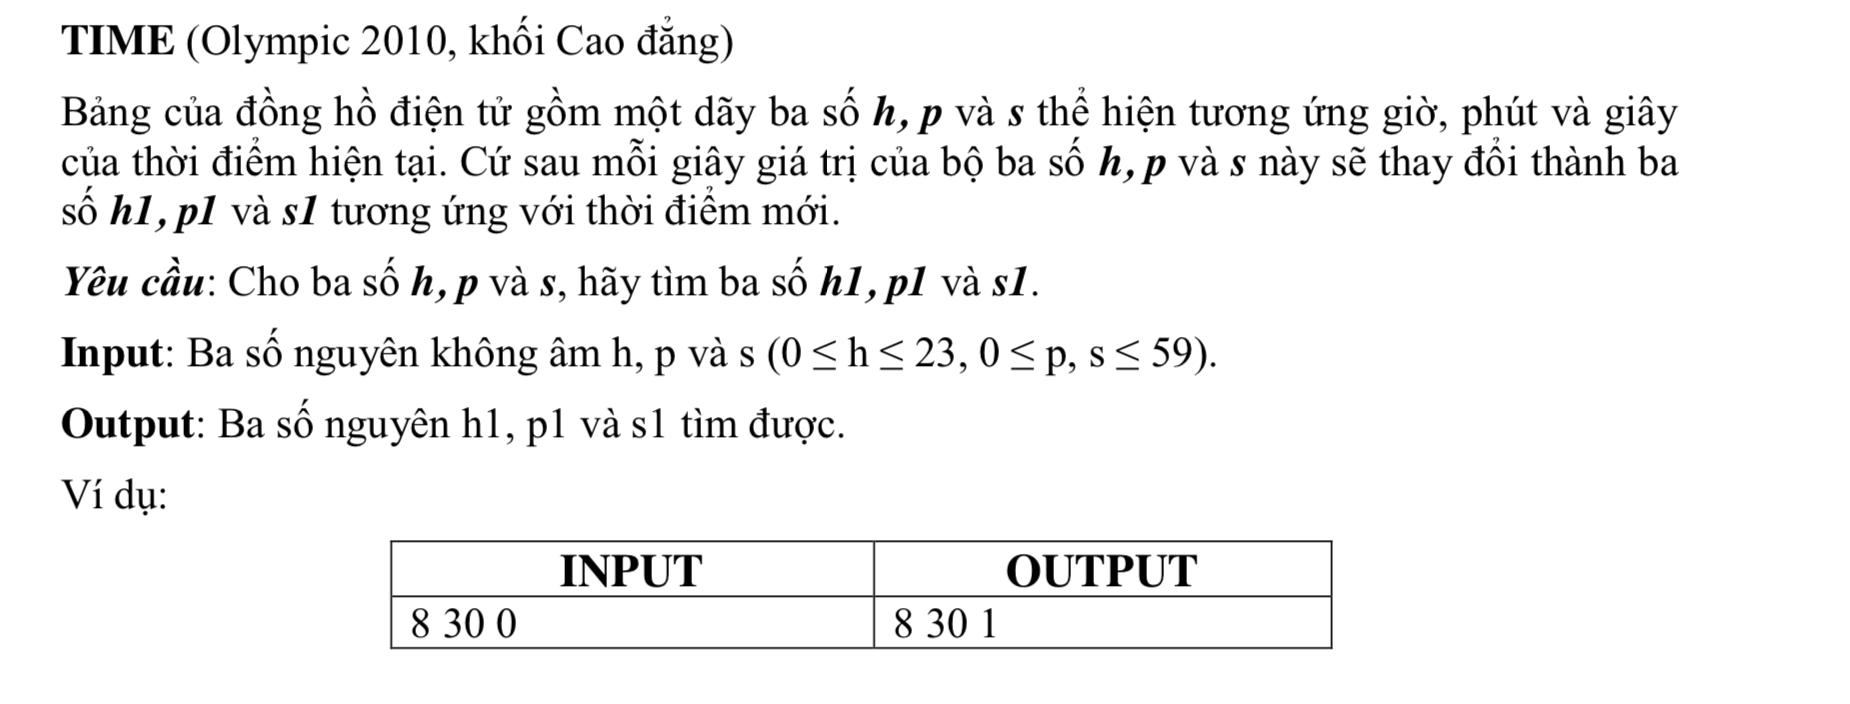 TIME (Olympic 2010, khối Cao đẳng)
Bảng của đồng hồ điện tử gồm một dãy ba số h, p và s thể hiện tương ứng giờ, phút và giây
của thời điểm hiện tại. Cứ sau mỗi giây giá trị của bộ ba số h, p và s này sẽ thay đổi thành ba
số h1, p1 và s1 tương ứng với thời điểm mới.
Yêu cầu: Cho ba số h, p và s, hãy tìm ba số h1, p1 và s1.
Input: Ba số nguyên không âm h, p và s (0 ≤ h ≤ 23, 0 ≤ p, s ≤ 59).
Output: Ba số nguyên h1, p1 và s1 tìm được.
Ví dụ:
INPUT OUTPUT
8 30 0 8 30 1